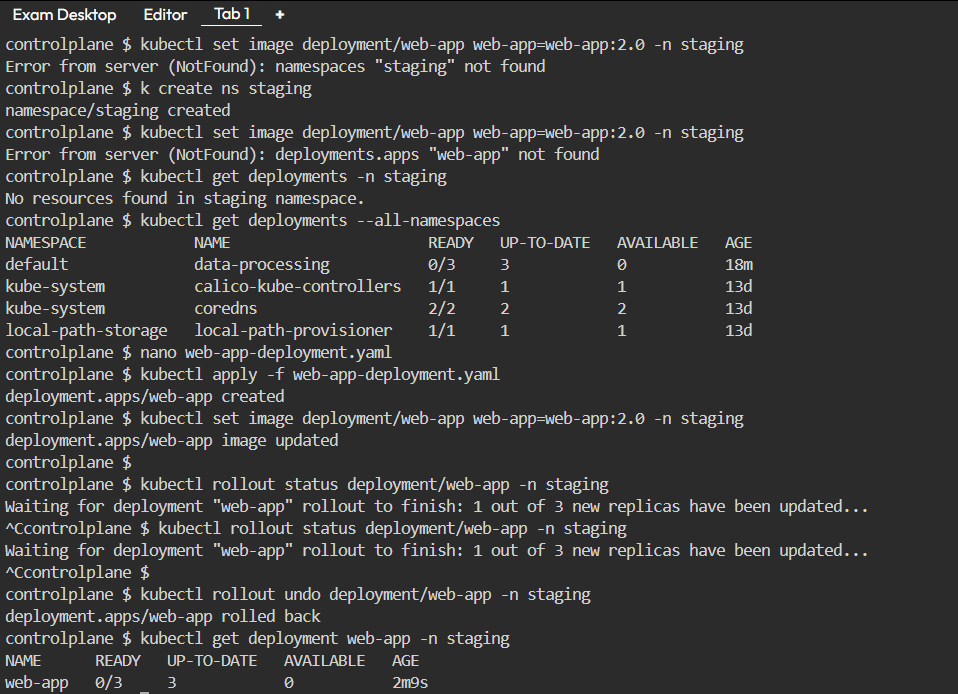 Exam Desktop Editor Tab 1 +
controlplane $ kubectl set image deployment/web-app web-app=web-app:2.0 -n staging
Error from server (NotFound): namespaces "staging" not found
controlplane $ k create ns staging
namespace/staging created
controlplane $ kubectl set image deployment/web-app web-app=web-app:2.0 -n staging
Error from server (NotFound): deployments.apps "web-app" not found
controlplane $ kubectl get deployments -n staging
No resources found in staging namespace.
controlplane $ kubectl get deployments --all-namespaces
NAMESPACE            NAME                      READY   UP-TO-DATE   AVAILABLE   AGE
default              data-processing           0/3     3            0           18m
kube-system          calico-kube-controllers   1/1     1            1           13d
kube-system          coredns                   2/2     2            2           13d
local-path-storage   local-path-provisioner    1/1     1            1           13d
controlplane $ nano web-app-deployment.yaml
controlplane $ kubectl apply -f web-app-deployment.yaml
deployment.apps/web-app created
controlplane $ kubectl set image deployment/web-app web-app=web-app:2.0 -n staging
deployment.apps/web-app image updated
controlplane $
controlplane $ kubectl rollout status deployment/web-app -n staging
Waiting for deployment "web-app" rollout to finish: 1 out of 3 new replicas have been updated...
^Ccontrolplane $ kubectl rollout status deployment/web-app -n staging
Waiting for deployment "web-app" rollout to finish: 1 out of 3 new replicas have been updated...
^Ccontrolplane $
controlplane $ kubectl rollout undo deployment/web-app -n staging
deployment.apps/web-app rolled back
controlplane $ kubectl get deployment web-app -n staging
NAME      READY   UP-TO-DATE   AVAILABLE   AGE
web-app   0/3     3            0           2m9s